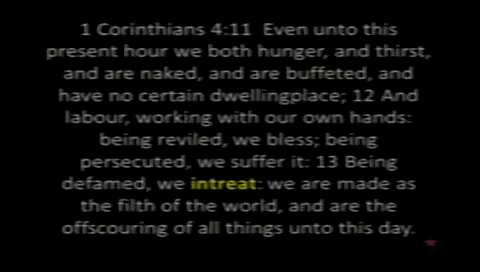 1 Corinthians 4:11  Even unto this
present hour we both hunger, and thirst,
and are naked, and are buffeted, and
have no certain dwellingplace; 12 And
labour, working with our own hands:
being reviled, we bless; being
persecuted, we suffer it: 13 Being
defamed, we intreat: we are made as
the filth of the world, and are the
offscouring of all things unto this day.